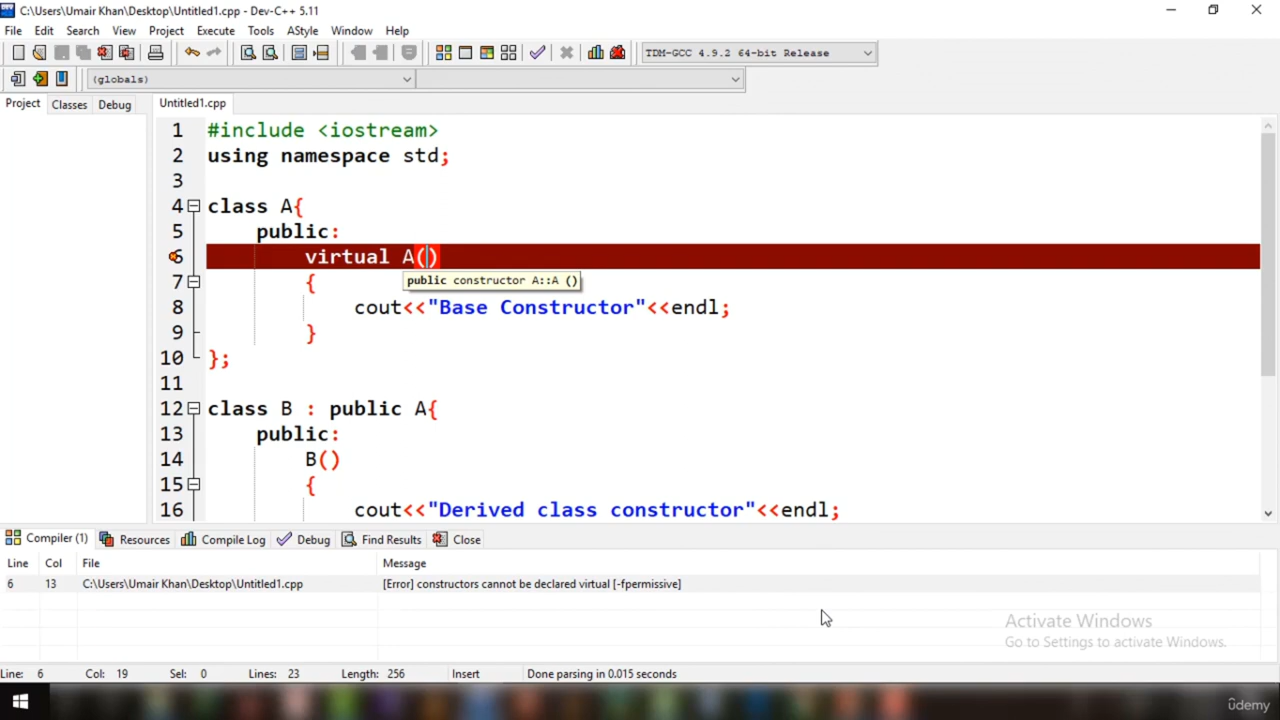 C:\Users\Umair Khan\Desktop\Untitled1.cpp - Dev-C++ 5.11
File Edit Search View Project Execute Tools AStyle Window Help
TDM-GCC 4.9.2 64-bit Release
(globals)
Project Classes Debug Untitled1.cpp
1 #include <iostream>
2 using namespace std;
3
4 class A{
5 public:
6 virtual A()
public constructor A::A ()
7 {
8 cout<<"Base Constructor"<<endl;
9 }
10 };
11
12 class B : public A{
13 public:
14 B()
15 {
16 cout<<"Derived class constructor"<<endl;
Compiler (1) Resources Compile Log Debug Find Results Close
Line Col File Message
6 13 C:\Users\Umair Khan\Desktop\Untitled1.cpp [Error] constructors cannot be declared virtual [-fpermissive]
Activate Windows
Go to Settings to activate Windows.
Line: 6 Col: 19 Sel: 0 Lines: 23 Length: 256 Insert Done parsing in 0.015 seconds
ûdemy